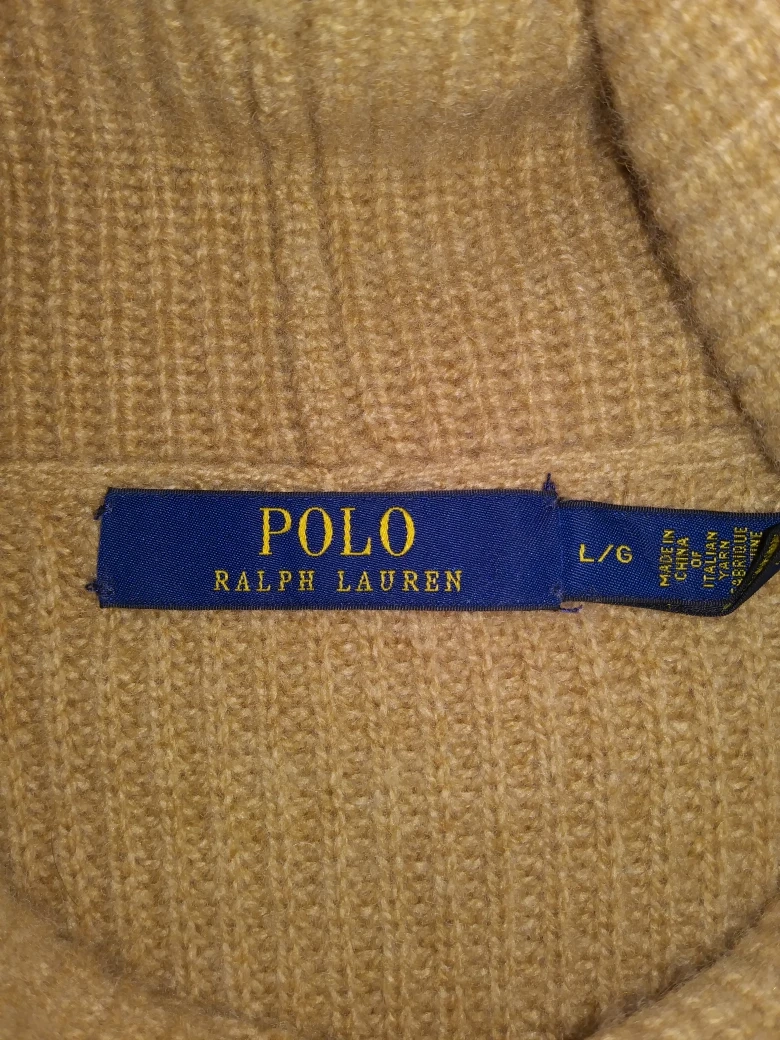 POLO
RALPH LAUREN
L/G
MADE IN
CHINA
OF
ITALIAN
YARN